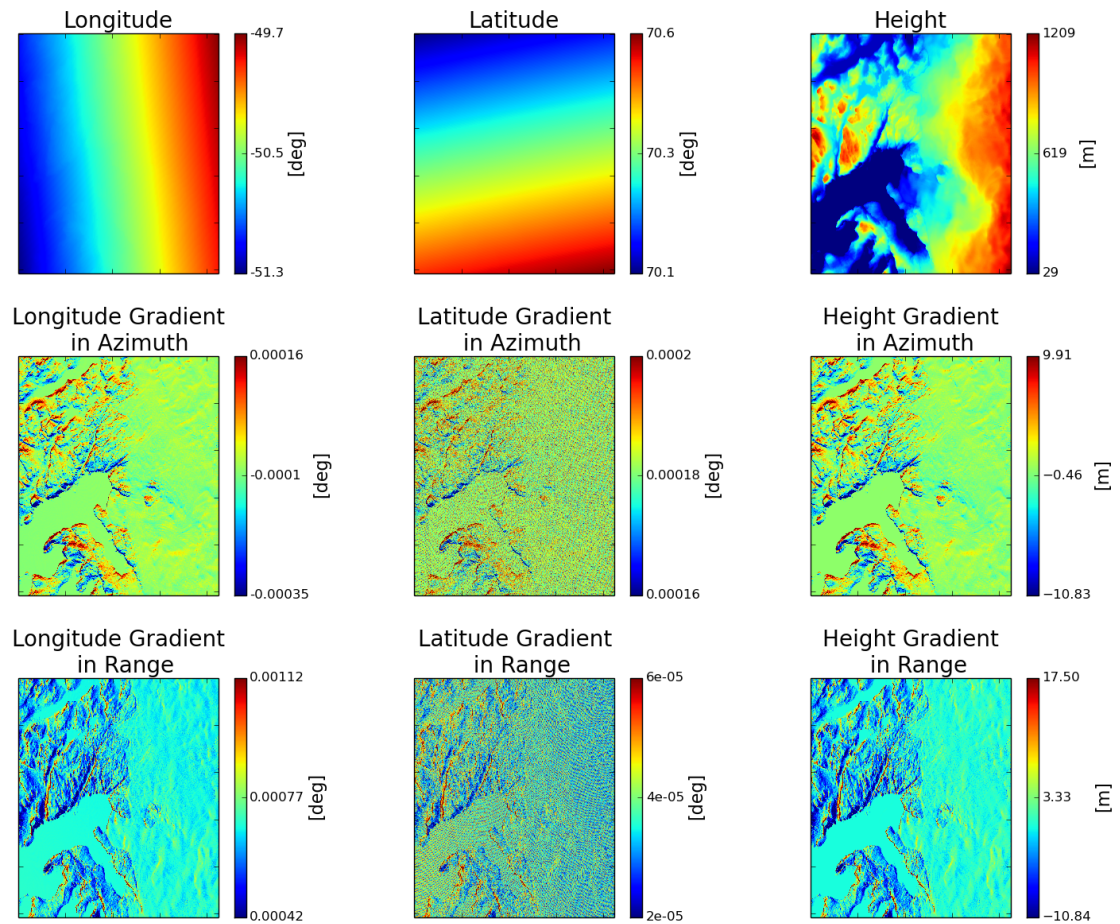 Longitude
-49.7
-50.5
-51.3
[deg]
Latitude
70.6
70.3
70.1
[deg]
Height
1209
619
29
[m]
Longitude Gradient
in Azimuth
0.00016
-0.00001
-0.00035
[deg]
Latitude Gradient
in Azimuth
0.0002
0.00018
0.00016
[deg]
Height Gradient
in Azimuth
9.91
−0.46
−10.83
[m]
Longitude Gradient
in Range
0.00112
0.00077
0.00042
[deg]
Latitude Gradient
in Range
6e-05
4e-05
2e-05
[deg]
Height Gradient
in Range
17.50
3.33
−10.84
[m]